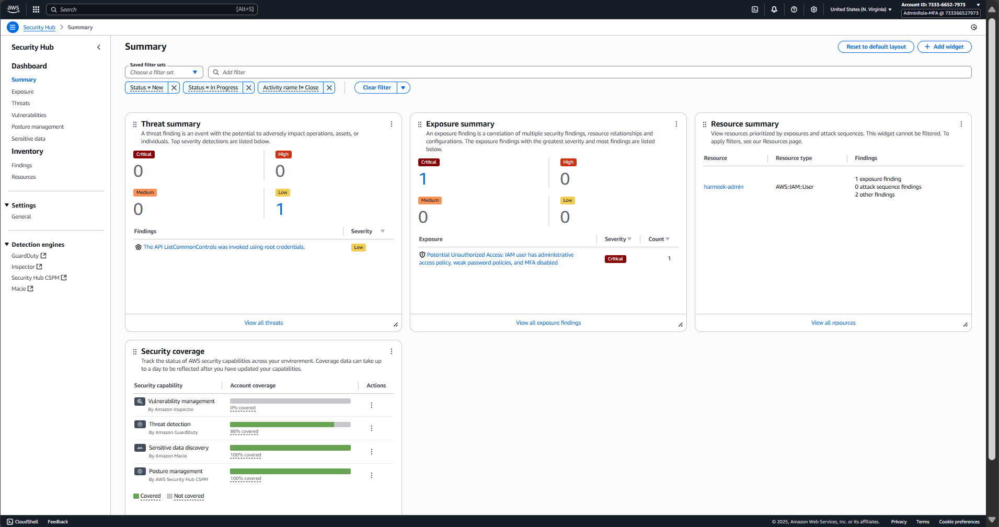 aws
Search
[Alt+S]
United States (N. Virginia)
Account ID: 7333-6652-7973
AdminRole-MFA @ 733366527973
Security Hub
Summary
Security Hub
Dashboard
Summary
Exposure
Threats
Vulnerabilities
Posture management
Sensitive data
Inventory
Findings
Resources
Settings
General
Detection engines
GuardDuty
Inspector
Security Hub CSPM
Macie
Summary
Reset to default layout
Add widget
Saved filter sets
Choose a filter set
Add filter
Status = New
Status = In Progress
Activity name != Close
Clear filter
Threat summary
A threat finding is an event with the potential to adversely impact operations, assets, or
individuals. Top severity detections are listed below.
Critical
High
0
0
Medium
Low
0
1
Findings
Severity
The API ListCommonControls was invoked using root credentials.
Low
View all threats
Exposure summary
An exposure finding is a correlation of multiple security findings, resource relationships and
configurations. The exposure findings with the greatest severity and most findings are listed
below.
Critical
High
1
0
Medium
Low
0
0
Exposure
Severity
Count
Potential Unauthorized Access: IAM user has administrative
access policy, weak password policies, and MFA disabled
Critical
1
View all exposure findings
Resource summary
View resources prioritized by exposures and attack sequences. This widget cannot be filtered. To
apply filters, see our Resources page.
Resource
Resource type
Findings
harmeek-admin
AWS::IAM::User
1 exposure finding
0 attack sequence findings
2 other findings
View all resources
Security coverage
Track the status of AWS security capabilities across your environment. Coverage data can take up
to a day to be reflected after you have updated your capabilities.
Security capability
Account coverage
Actions
Vulnerability management
By Amazon Inspector
0% covered
Threat detection
By Amazon GuardDuty
86% covered
Sensitive data discovery
By Amazon Macie
100% covered
Posture management
By AWS Security Hub CSPM
100% covered
Covered
Not covered
CloudShell
Feedback
© 2025, Amazon Web Services, Inc. or its affiliates.
Privacy
Terms
Cookie preferences